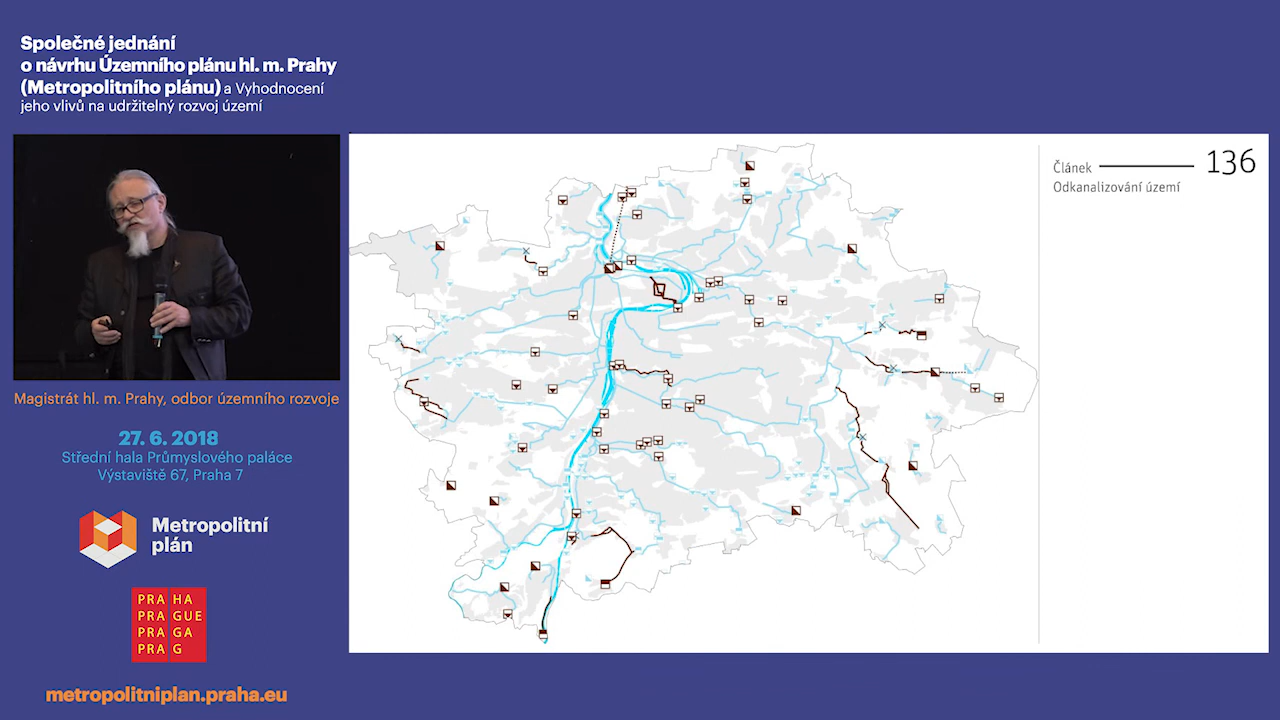 Společné jednání
o návrhu Územního plánu hl. m. Prahy
(Metropolitního plánu) a Vyhodnocení
jeho vlivů na udržitelný rozvoj území
Magistrát hl. m. Prahy, odbor územního rozvoje
27. 6. 2018
Střední hala Průmyslového paláce
Výstaviště 67, Praha 7
Metropolitní
plán
PRA HA
PRA GUE
PRA GA
PRA G
metropolitniplan.praha.eu
Článek 136
Odkanalizování území